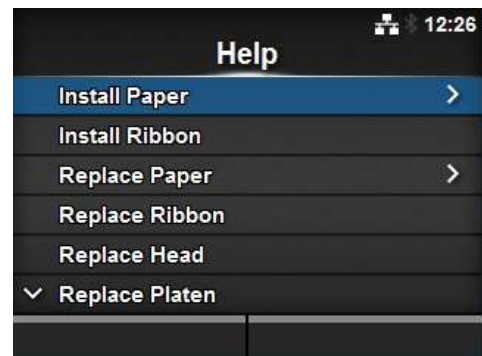 12:26
Help
Install Paper
Install Ribbon
Replace Paper
Replace Ribbon
Replace Head
Replace Platen